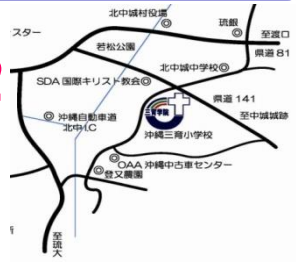 北中城村役場
琉銀
至渡口
スター
若松公園
県道 81
北中城中学校
SDA 国際キリスト教会
県道 141
三育学院
至中城城跡
沖縄自動車道
北中 I.C
沖縄三育小学校
OAA 沖縄中古車センター
登又農園
至琉大